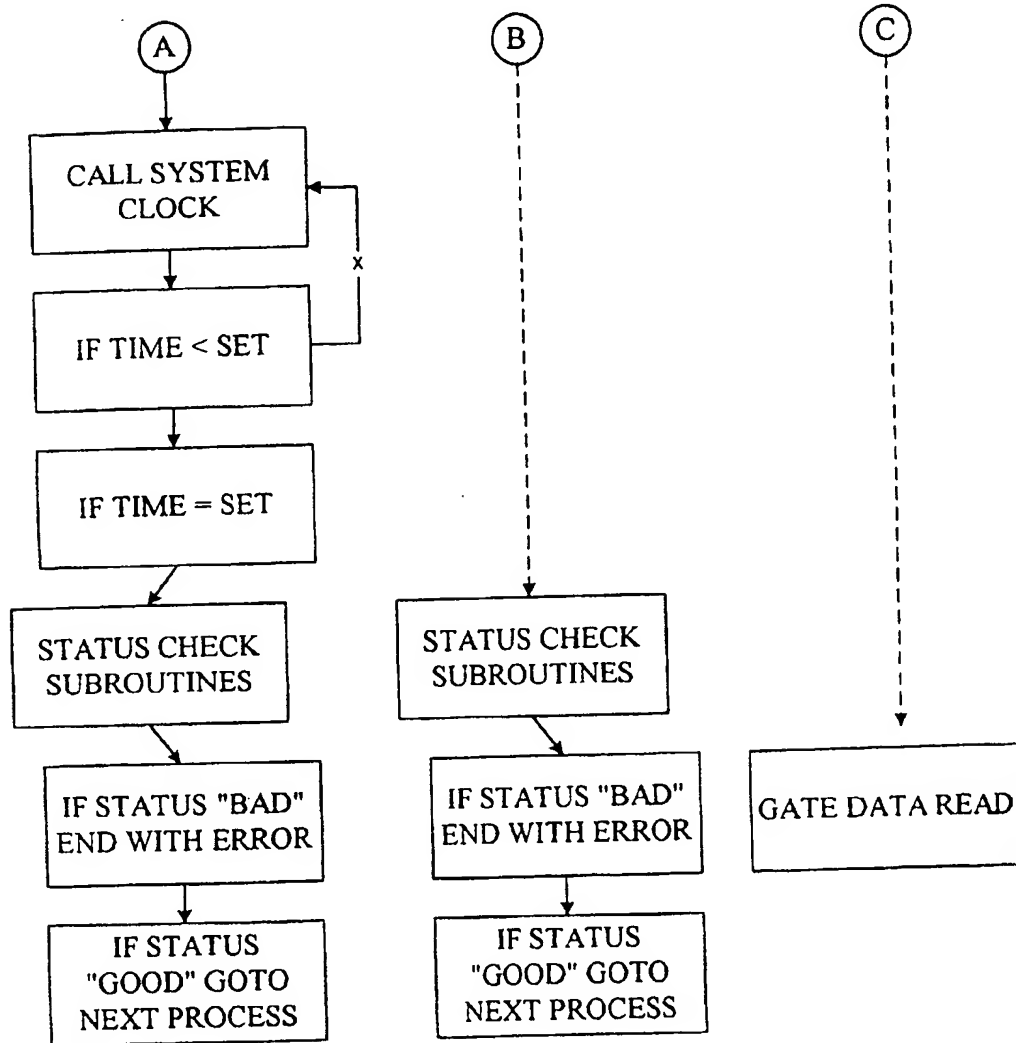 A
CALL SYSTEM
CLOCK
x
IF TIME < SET
IF TIME = SET
STATUS CHECK
SUBROUTINES
IF STATUS "BAD"
END WITH ERROR
IF STATUS
"GOOD" GOTO
NEXT PROCESS
B
STATUS CHECK
SUBROUTINES
IF STATUS "BAD"
END WITH ERROR
IF STATUS
"GOOD" GOTO
NEXT PROCESS
C
GATE DATA READ